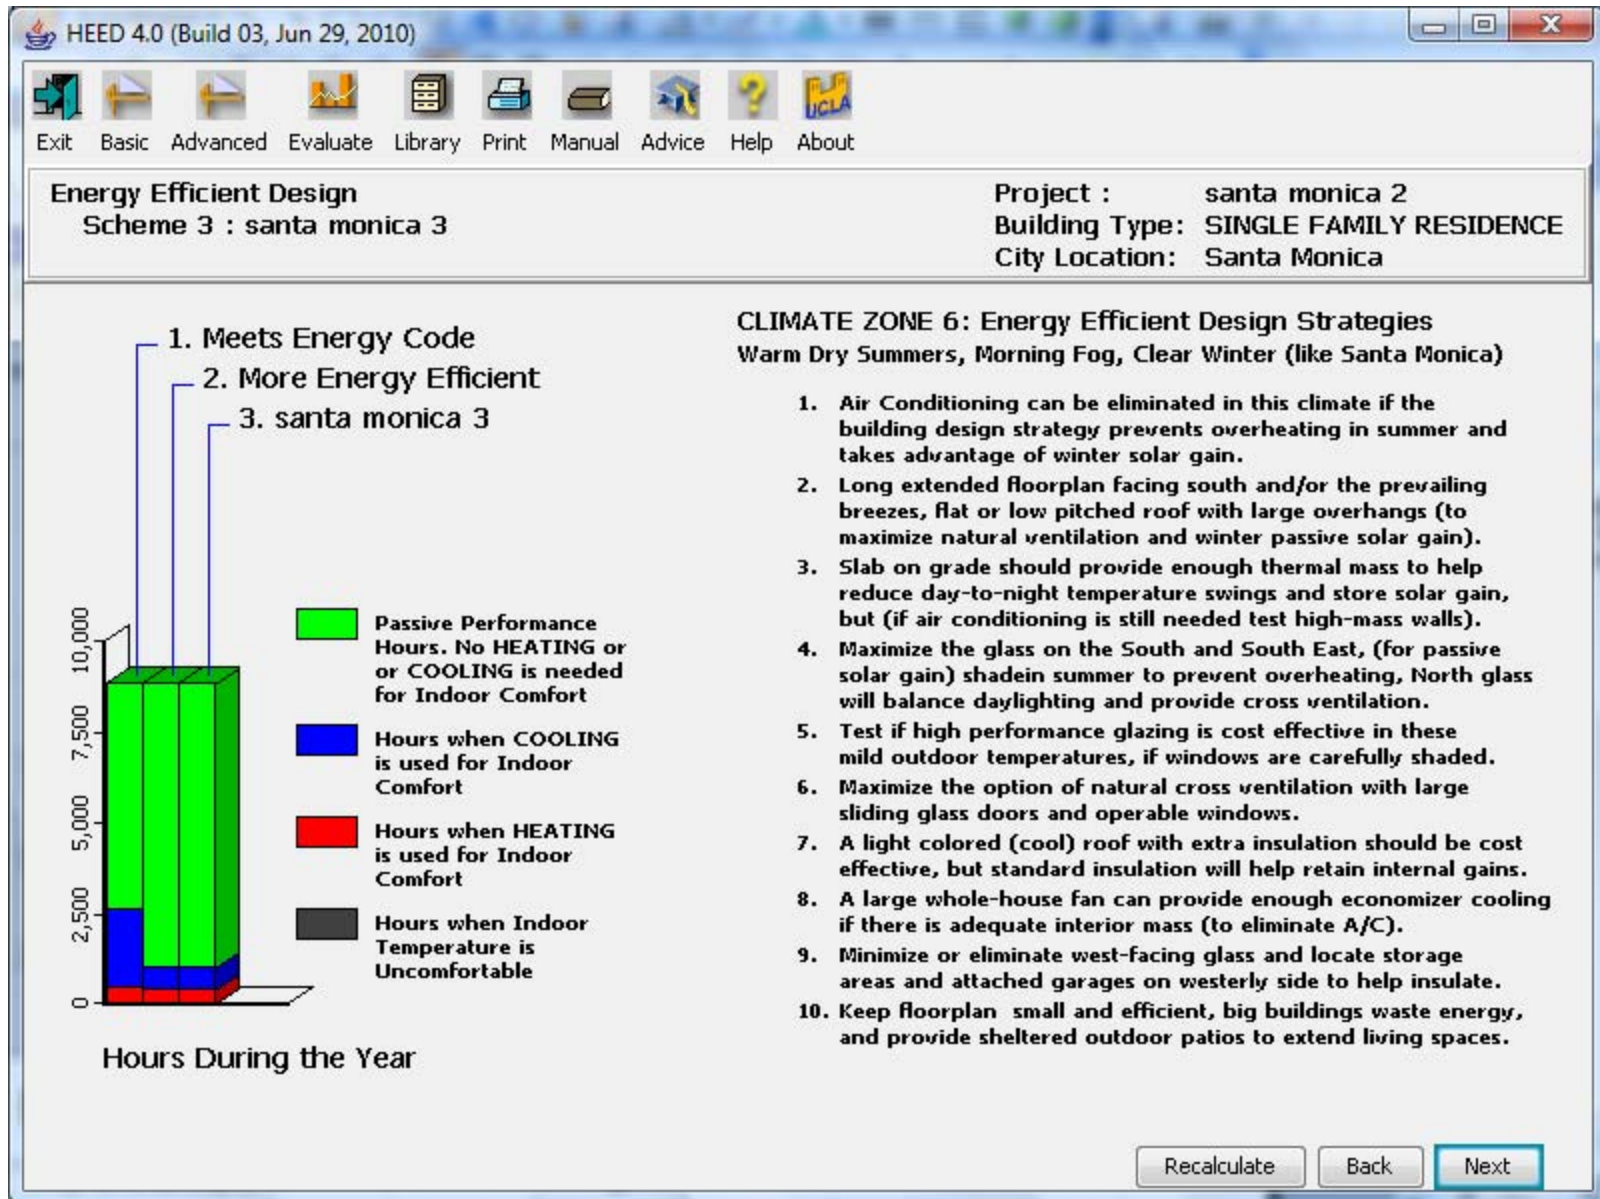 HEED 4.0 (Build 03, Jun 29, 2010)
Exit Basic Advanced Evaluate Library Print Manual Advice Help About
UCLA
Energy Efficient Design
Scheme 3 : santa monica 3
Project : santa monica 2
Building Type: SINGLE FAMILY RESIDENCE
City Location: Santa Monica
1. Meets Energy Code
2. More Energy Efficient
3. santa monica 3
10,000
7,500
5,000
2,500
0
Passive Performance
Hours. No HEATING or
or COOLING is needed
for Indoor Comfort
Hours when COOLING
is used for Indoor
Comfort
Hours when HEATING
is used for Indoor
Comfort
Hours when Indoor
Temperature is
Uncomfortable
Hours During the Year
CLIMATE ZONE 6: Energy Efficient Design Strategies
Warm Dry Summers, Morning Fog, Clear Winter (like Santa Monica)
1. Air Conditioning can be eliminated in this climate if the
building design strategy prevents overheating in summer and
takes advantage of winter solar gain.
2. Long extended floorplan facing south and/or the prevailing
breezes, flat or low pitched roof with large overhangs (to
maximize natural ventilation and winter passive solar gain).
3. Slab on grade should provide enough thermal mass to help
reduce day-to-night temperature swings and store solar gain,
but (if air conditioning is still needed test high-mass walls).
4. Maximize the glass on the South and South East, (for passive
solar gain) shadein summer to prevent overheating, North glass
will balance daylighting and provide cross ventilation.
5. Test if high performance glazing is cost effective in these
mild outdoor temperatures, if windows are carefully shaded.
6. Maximize the option of natural cross ventilation with large
sliding glass doors and operable windows.
7. A light colored (cool) roof with extra insulation should be cost
effective, but standard insulation will help retain internal gains.
8. A large whole-house fan can provide enough economizer cooling
if there is adequate interior mass (to eliminate A/C).
9. Minimize or eliminate west-facing glass and locate storage
areas and attached garages on westerly side to help insulate.
10. Keep floorplan small and efficient, big buildings waste energy,
and provide sheltered outdoor patios to extend living spaces.
Recalculate Back Next